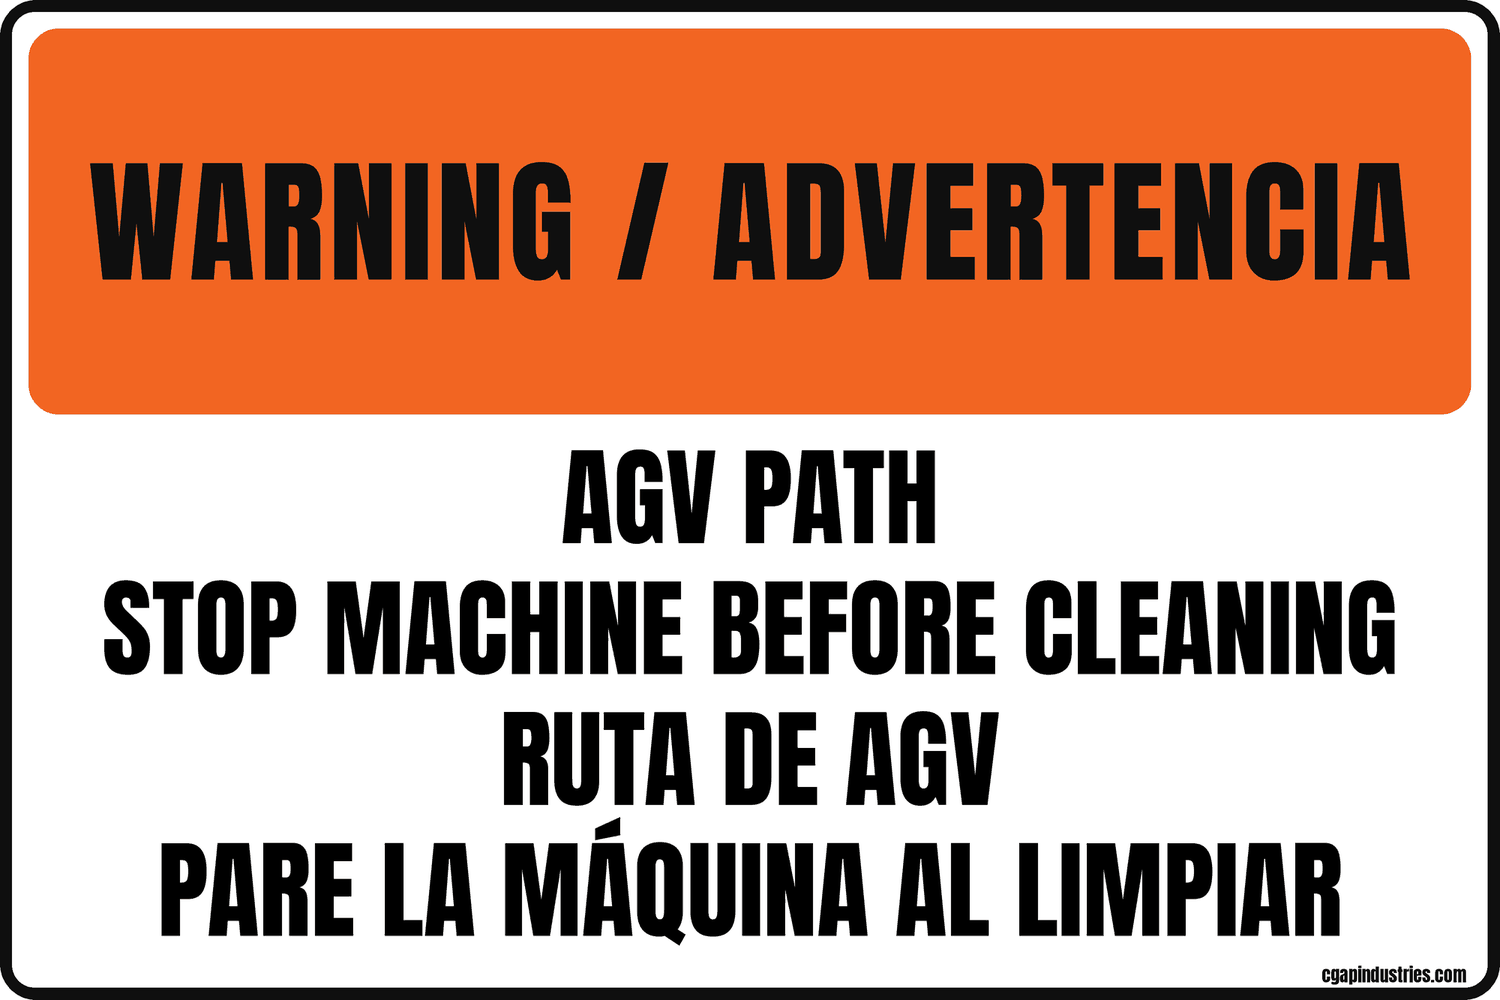 WARNING / ADVERTENCIA
AGV PATH
STOP MACHINE BEFORE CLEANING
RUTA DE AGV
PARE LA MÁQUINA AL LIMPIAR
cgapindustries.com